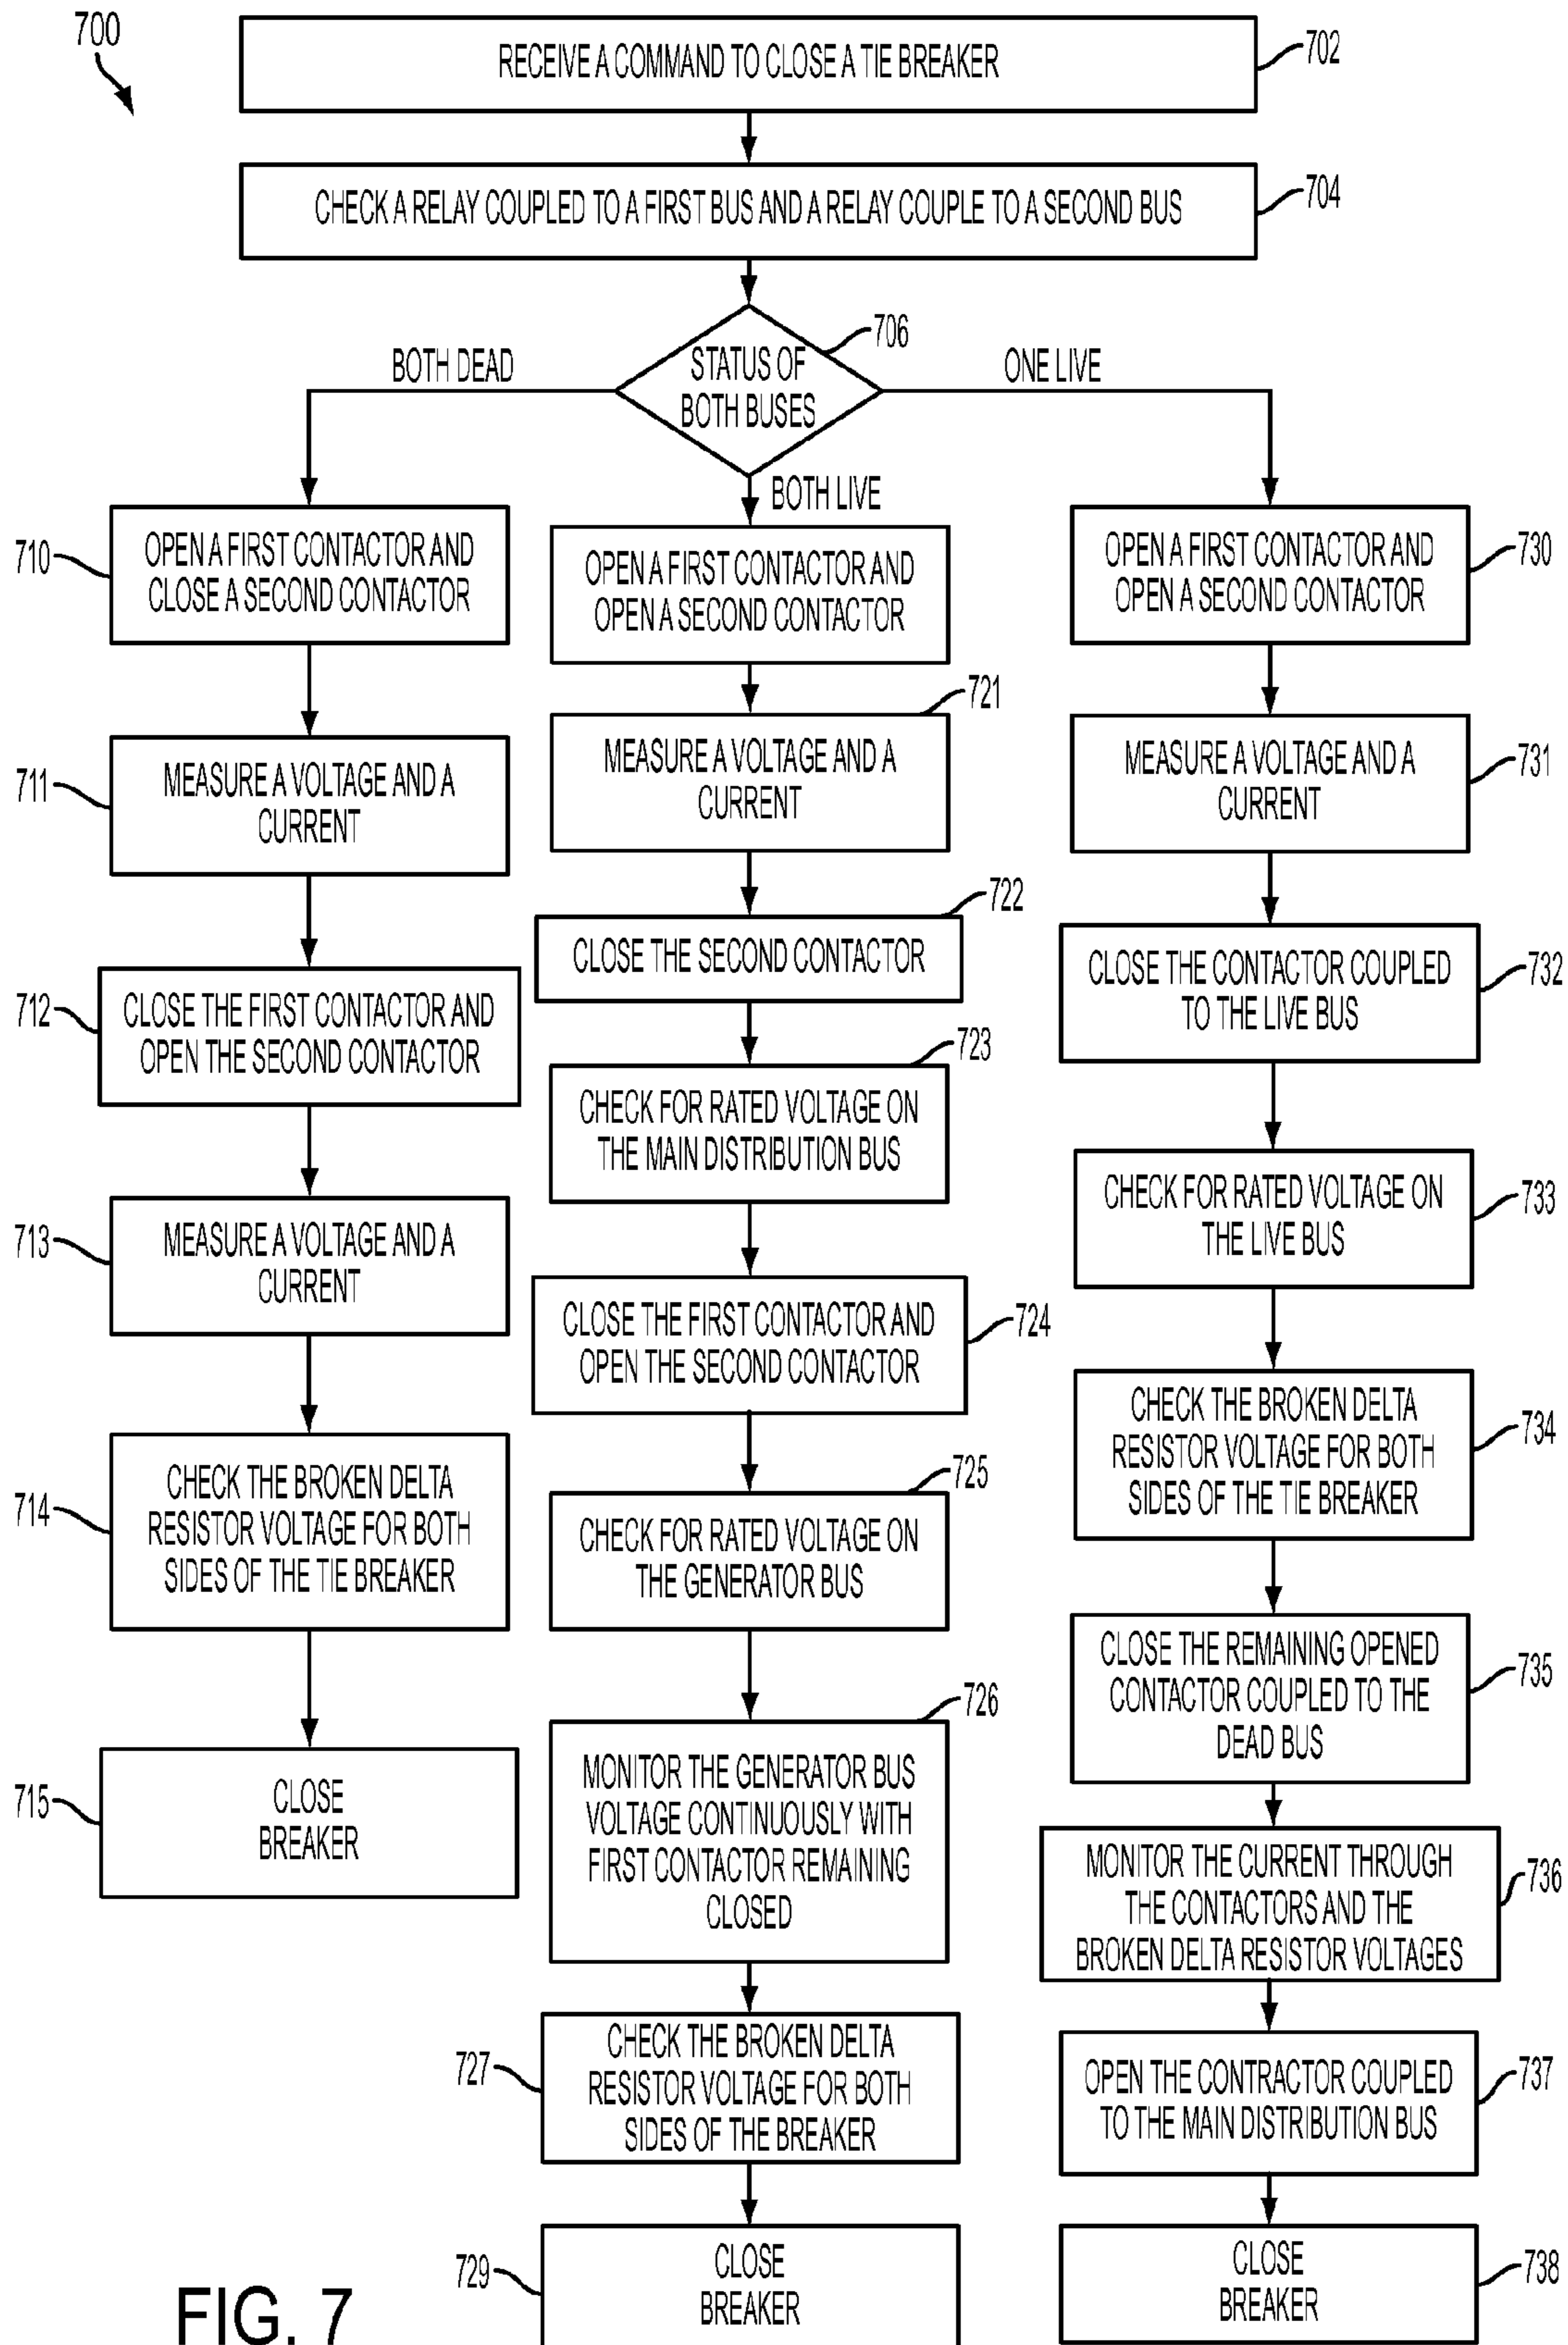 700
RECEIVE A COMMAND TO CLOSE A TIE BREAKER
702
CHECK A RELAY COUPLED TO A FIRST BUS AND A RELAY COUPLE TO A SECOND BUS
704
STATUS OF
BOTH BUSES
706
BOTH DEAD
BOTH LIVE
ONE LIVE
710
OPEN A FIRST CONTACTOR AND
CLOSE A SECOND CONTACTOR
711
MEASURE A VOLTAGE AND A
CURRENT
712
CLOSE THE FIRST CONTACTOR AND
OPEN THE SECOND CONTACTOR
713
MEASURE A VOLTAGE AND A
CURRENT
714
CHECK THE BROKEN DELTA
RESISTOR VOLTAGE FOR BOTH
SIDES OF THE TIE BREAKER
715
CLOSE
BREAKER
OPEN A FIRST CONTACTOR AND
OPEN A SECOND CONTACTOR
721
MEASURE A VOLTAGE AND A
CURRENT
722
CLOSE THE SECOND CONTACTOR
723
CHECK FOR RATED VOLTAGE ON
THE MAIN DISTRIBUTION BUS
724
CLOSE THE FIRST CONTACTOR AND
OPEN THE SECOND CONTACTOR
725
CHECK FOR RATED VOLTAGE ON
THE GENERATOR BUS
726
MONITOR THE GENERATOR BUS
VOLTAGE CONTINUOUSLY WITH
FIRST CONTACTOR REMAINING
CLOSED
727
CHECK THE BROKEN DELTA
RESISTOR VOLTAGE FOR BOTH
SIDES OF THE BREAKER
729
CLOSE
BREAKER
730
OPEN A FIRST CONTACTOR AND
OPEN A SECOND CONTACTOR
731
MEASURE A VOLTAGE AND A
CURRENT
732
CLOSE THE CONTACTOR COUPLED
TO THE LIVE BUS
733
CHECK FOR RATED VOLTAGE ON
THE LIVE BUS
734
CHECK THE BROKEN DELTA
RESISTOR VOLTAGE FOR BOTH
SIDES OF THE TIE BREAKER
735
CLOSE THE REMAINING OPENED
CONTACTOR COUPLED TO THE
DEAD BUS
736
MONITOR THE CURRENT THROUGH
THE CONTACTORS AND THE
BROKEN DELTA RESISTOR VOLTAGES
737
OPEN THE CONTRACTOR COUPLED
TO THE MAIN DISTRIBUTION BUS
738
CLOSE
BREAKER
FIG. 7